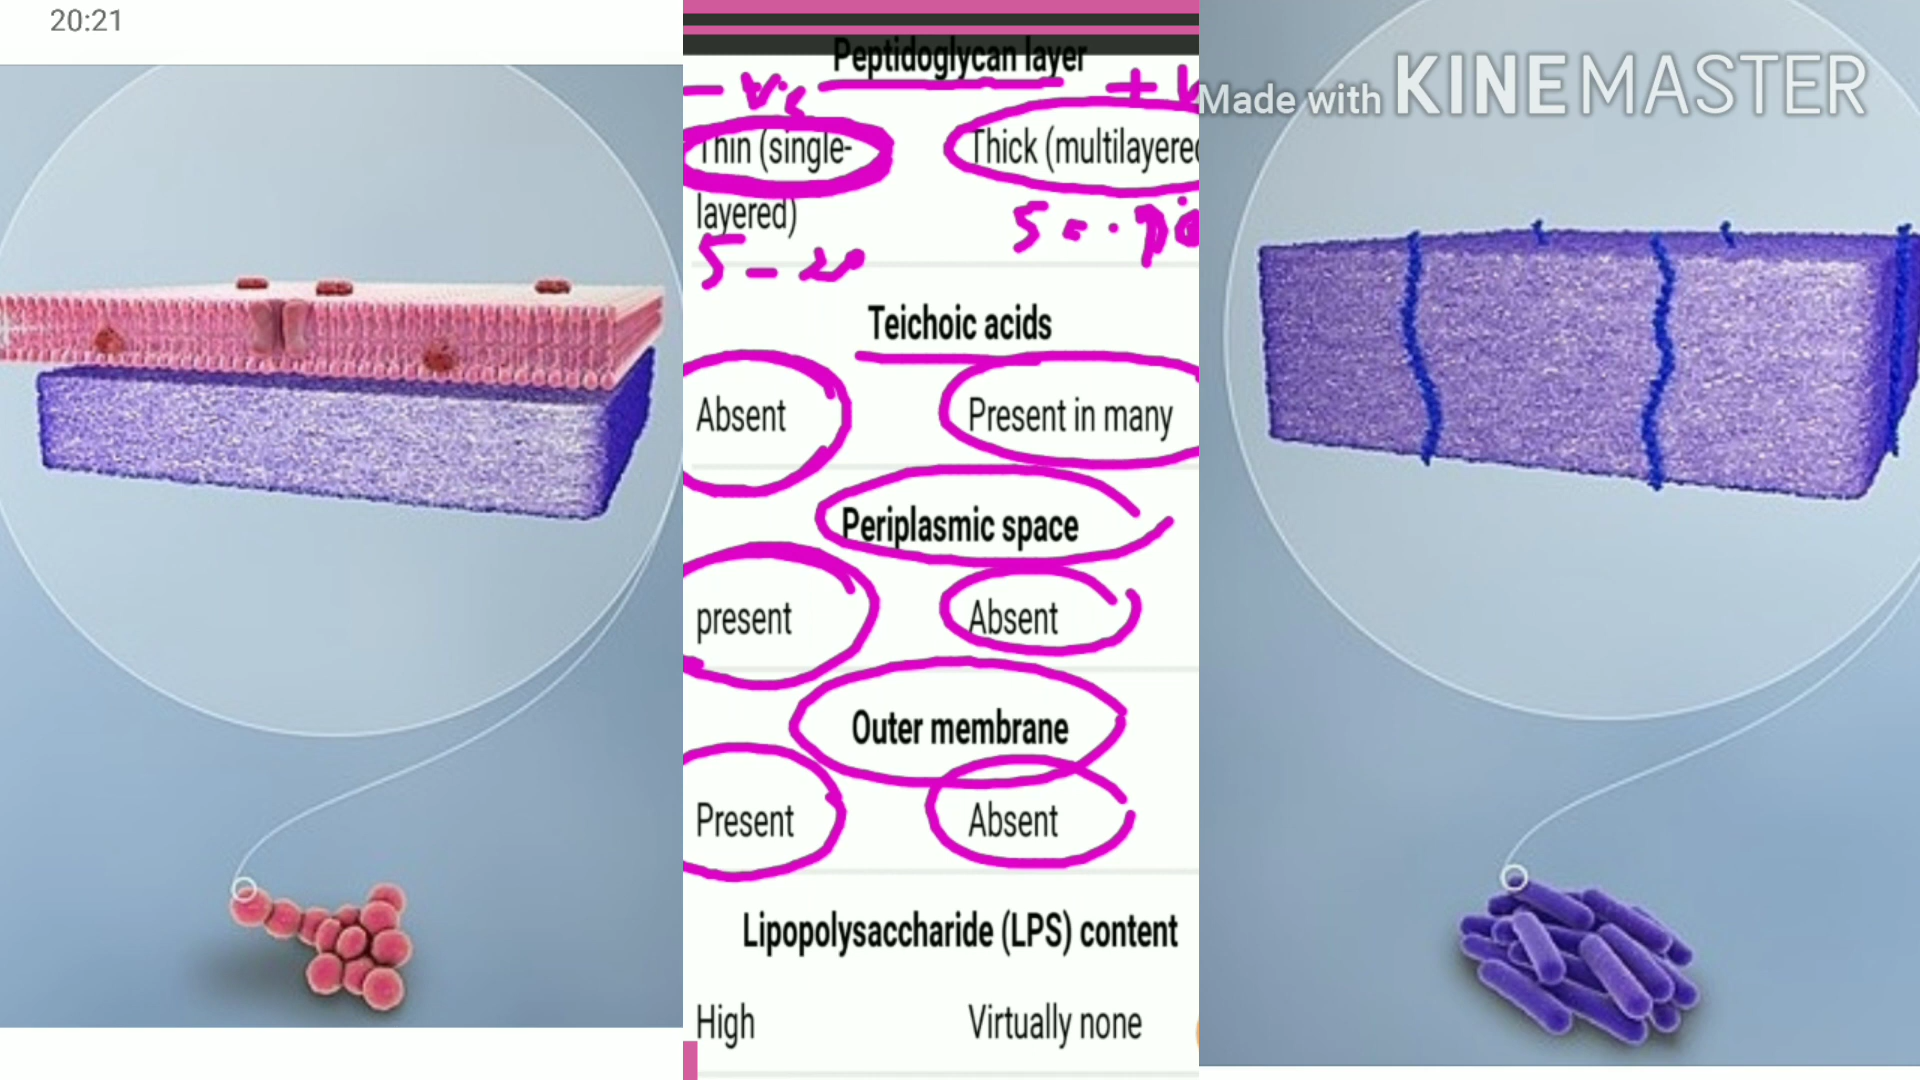 20:21
Peptidoglycan layer
- ve
+ v
Made with KINEMASTER
Thin (single-
layered)
Thick (multilayered
5 - 20
Teichoic acids
Absent
Present in many
Periplasmic space
present
Absent
Outer membrane
Present
Absent
Lipopolysaccharide (LPS) content
High
Virtually none